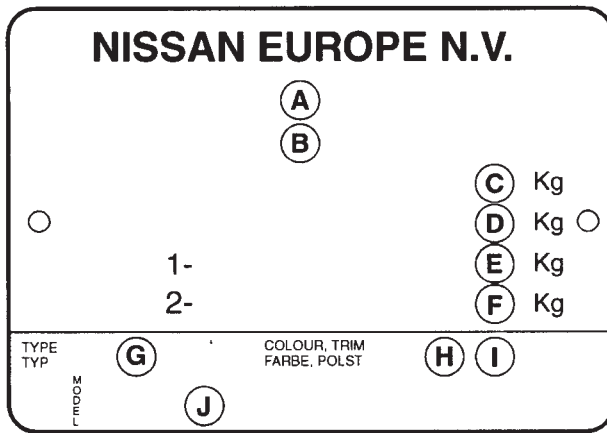 NISSAN EUROPE N.V.
A
B
C Kg
D Kg
1- E Kg
2- F Kg
TYPE G COLOUR, TRIM H I
TYP FARBE, POLST
MODEL J